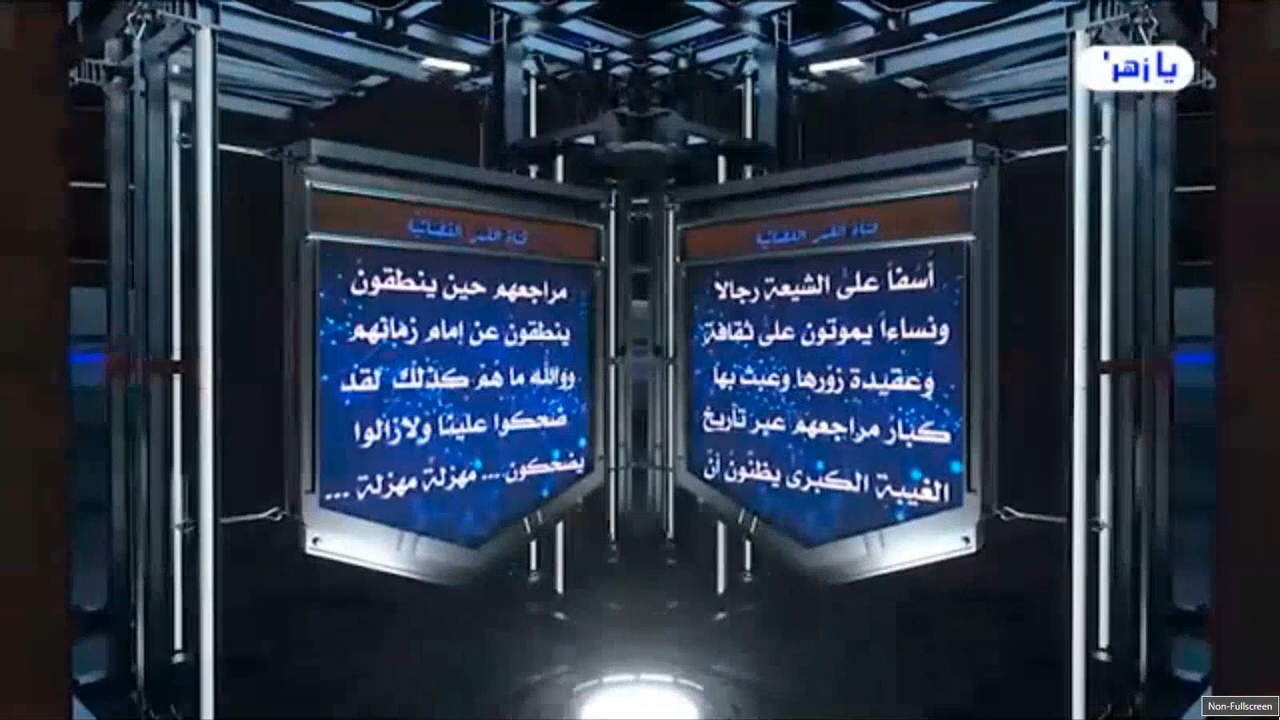 يا زهرا
قناة القمر الفضائية
أسفاً على الشيعة رجالاً
ونساءاً يموتون على ثقافة
وعقيدة زورها وعبث بها
كبار مراجعهم عبر تاريخ
الغيبة الكبرى يظنون أن
قناة القمر الفضائية
مراجعهم حين ينطقون
ينطقون عن إمام زمانهم
ووالله ما هم كذلك لقد
ضحكوا علينا ولازالوا
يضحكون ... مهزلة مهزلة ...
Non-Fullscreen